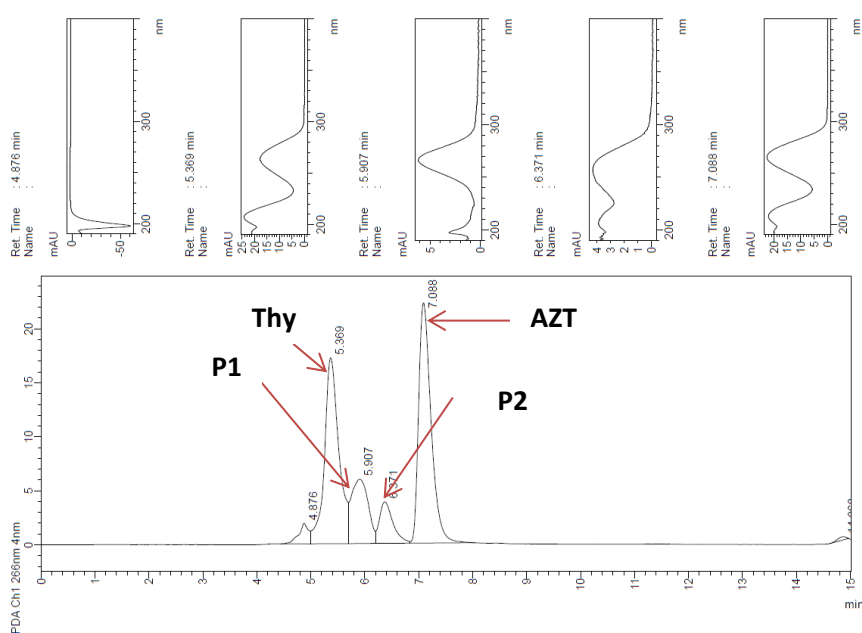 Ret. Time : 4.876 min
Name :
mAU
0
-50
200
300
nm
Ret. Time : 5.369 min
Name :
mAU
25
20
15
10
5
0
200
300
nm
Ret. Time : 5.907 min
Name :
mAU
5
0
200
300
nm
Ret. Time : 6.371 min
Name :
mAU
4
3
2
1
0
200
300
nm
Ret. Time : 7.088 min
Name :
mAU
20
15
10
5
0
200
300
nm
PDA Ch1 266nm 4nm
20
15
10
5
0
Thy
P1
P2
AZT
4.876
5.369
5.907
6.371
7.088
0
1
2
3
4
5
6
7
8
9
10
11
12
13
14
15
min